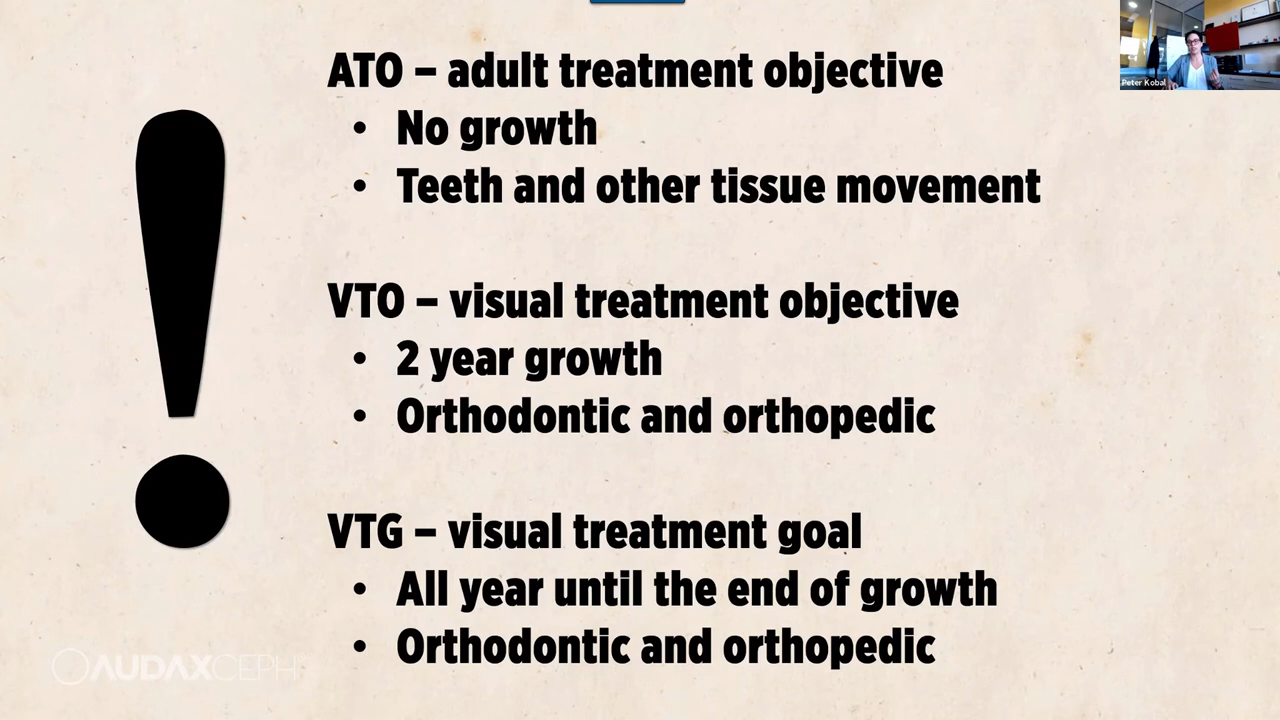 ATO – adult treatment objective
• No growth
• Teeth and other tissue movement
VTO – visual treatment objective
• 2 year growth
• Orthodontic and orthopedic
VTG – visual treatment goal
• All year until the end of growth
• Orthodontic and orthopedic
AUDAXCEPH
Peter Kobal